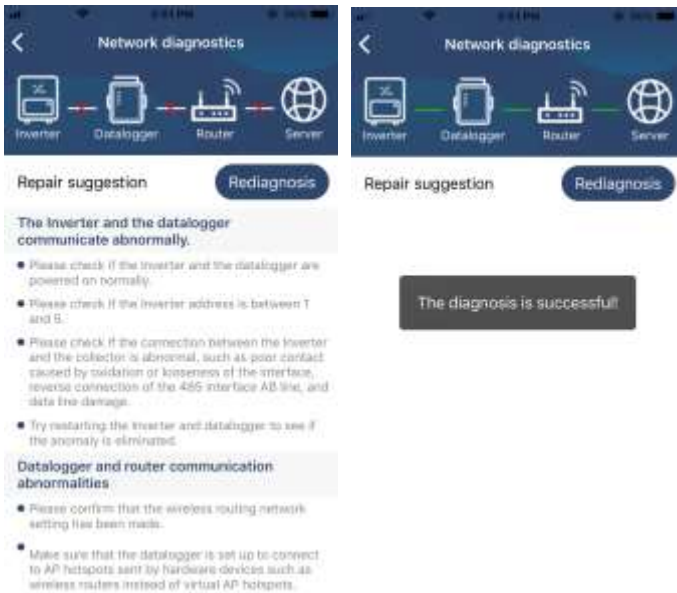 Network diagnostics
Inverter
Datalogger
Router
Server
Repair suggestion
Rediagnosis
The Inverter and the datalogger
communicate abnormally.
Please check if the Inverter and the datalogger are
powered on normally.
Please check if the Inverter address is between 1
and 5.
Please check if the connection between the Inverter
and the collector is abnormal, such as poor contact
caused by oxidation or looseness of the interface,
reverse connection of the 485 interface AB line, and
data line damage.
Try restarting the Inverter and datalogger to see if
the anomaly is eliminated.
Datalogger and router communication
abnormalities
Please confirm that the wireless routing network
setting has been made.
Make sure that the datalogger is set up to connect
to AP hotspots sent by hardware devices such as
wireless routers instead of virtual AP hotspots.
Network diagnostics
Inverter
Datalogger
Router
Server
Repair suggestion
Rediagnosis
The diagnosis is successful!